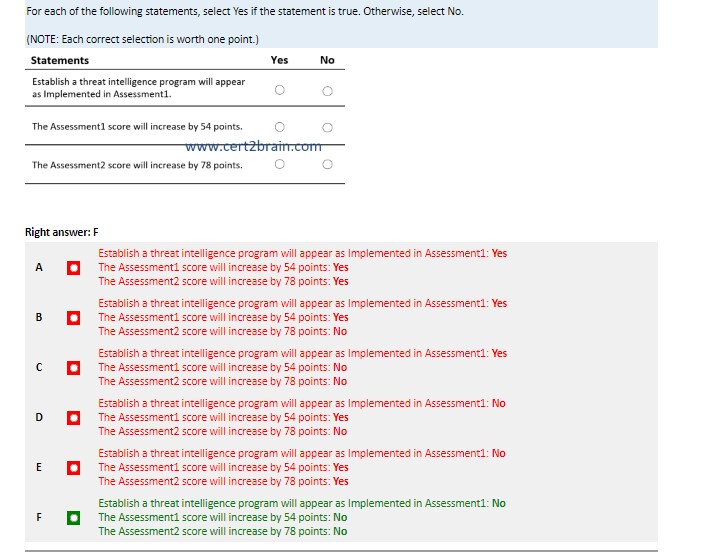 For each of the following statements, select Yes if the statement is true. Otherwise, select No.
(NOTE: Each correct selection is worth one point.)
Statements Yes No
Establish a threat intelligence program will appear
as Implemented in Assessment1.
The Assessment1 score will increase by 54 points.
www.cert2brain.com
The Assessment2 score will increase by 78 points.
Right answer: F
A
Establish a threat intelligence program will appear as Implemented in Assessment1: Yes
The Assessment1 score will increase by 54 points: Yes
The Assessment2 score will increase by 78 points: Yes
B
Establish a threat intelligence program will appear as Implemented in Assessment1: Yes
The Assessment1 score will increase by 54 points: Yes
The Assessment2 score will increase by 78 points: No
C
Establish a threat intelligence program will appear as Implemented in Assessment1: Yes
The Assessment1 score will increase by 54 points: No
The Assessment2 score will increase by 78 points: No
D
Establish a threat intelligence program will appear as Implemented in Assessment1: No
The Assessment1 score will increase by 54 points: Yes
The Assessment2 score will increase by 78 points: No
E
Establish a threat intelligence program will appear as Implemented in Assessment1: No
The Assessment1 score will increase by 54 points: Yes
The Assessment2 score will increase by 78 points: Yes
F
Establish a threat intelligence program will appear as Implemented in Assessment1: No
The Assessment1 score will increase by 54 points: No
The Assessment2 score will increase by 78 points: No